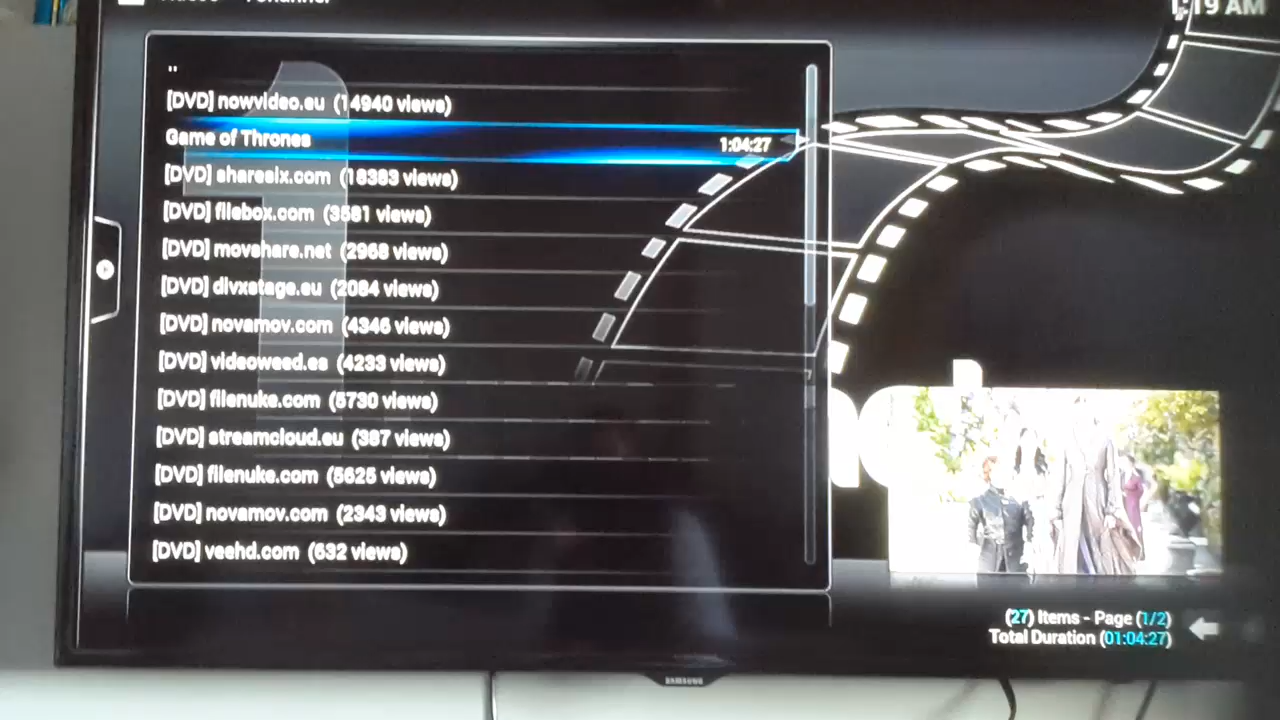 1:19 AM
..
[DVD] nowvideo.eu (14940 views)
Game of Thrones 1:04:27
[DVD] sharesix.com (18383 views)
[DVD] filebox.com (3581 views)
[DVD] movshare.net (2968 views)
[DVD] divxstage.eu (2084 views)
[DVD] novamov.com (4346 views)
[DVD] videoweed.es (4233 views)
[DVD] filenuke.com (5730 views)
[DVD] streamcloud.eu (387 views)
[DVD] filenuke.com (5625 views)
[DVD] novamov.com (2343 views)
[DVD] veehd.com (632 views)
(27) Items - Page (1/2)
Total Duration (01:04:27)
SAMSUNG